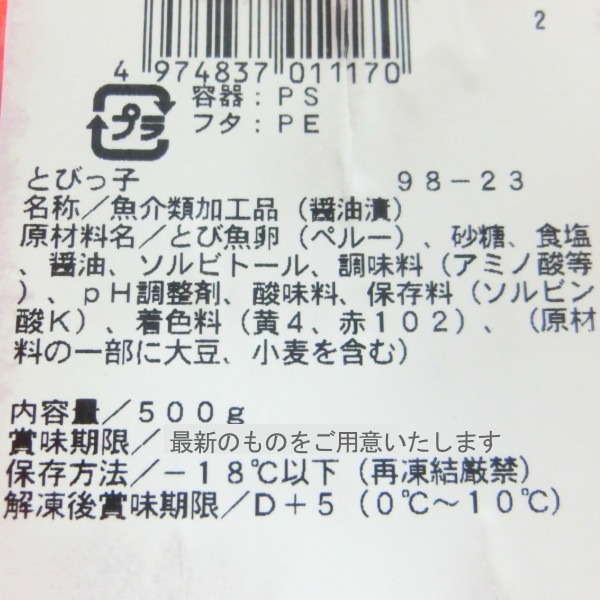 2
4 974837 011170
プラ
容器：ＰＳ
フタ：ＰＥ
とびっ子 ９８－２３
名称／魚介類加工品（醤油漬）
原材料名／とび魚卵（ペルー）、砂糖、食塩
、醤油、ソルビトール、調味料（アミノ酸等
）、ｐＨ調整剤、酸味料、保存料（ソルビン
酸Ｋ）、着色料（黄４、赤１０２）、（原材
料の一部に大豆、小麦を含む）
内容量／５００ｇ
賞味期限／ 最新のものをご用意いたします
保存方法／－１８℃以下（再凍結厳禁）
解凍後賞味期限／Ｄ＋５（０℃～１０℃）